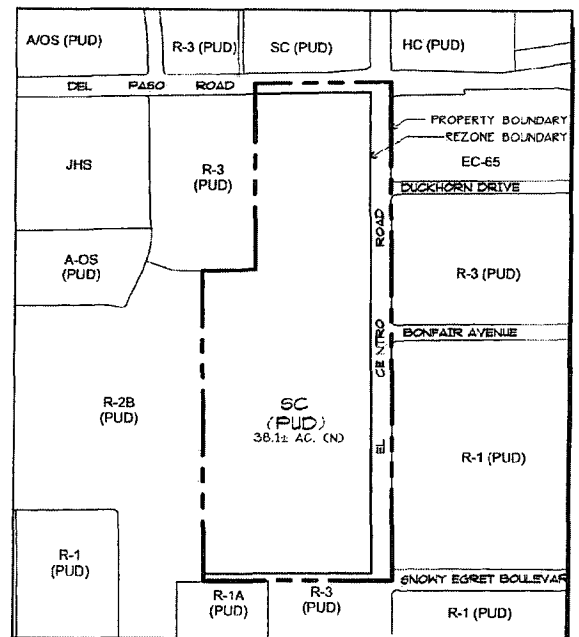 A/OS (PUD)
R-3 (PUD)
SC (PUD)
HC (PUD)
DEL PASO ROAD
PROPERTY BOUNDARY
REZONE BOUNDARY
JHS
R-3
(PUD)
EC-65
DUCKHORN DRIVE
A-OS
(PUD)
R-3 (PUD)
EL CENTRO ROAD
BONFAIR AVENUE
R-2B
(PUD)
SC
(PUD)
38.1± AC. (N)
R-1 (PUD)
R-1
(PUD)
SNOWY EGRET BOULEVAR
R-1A
(PUD)
R-3
(PUD)
R-1 (PUD)